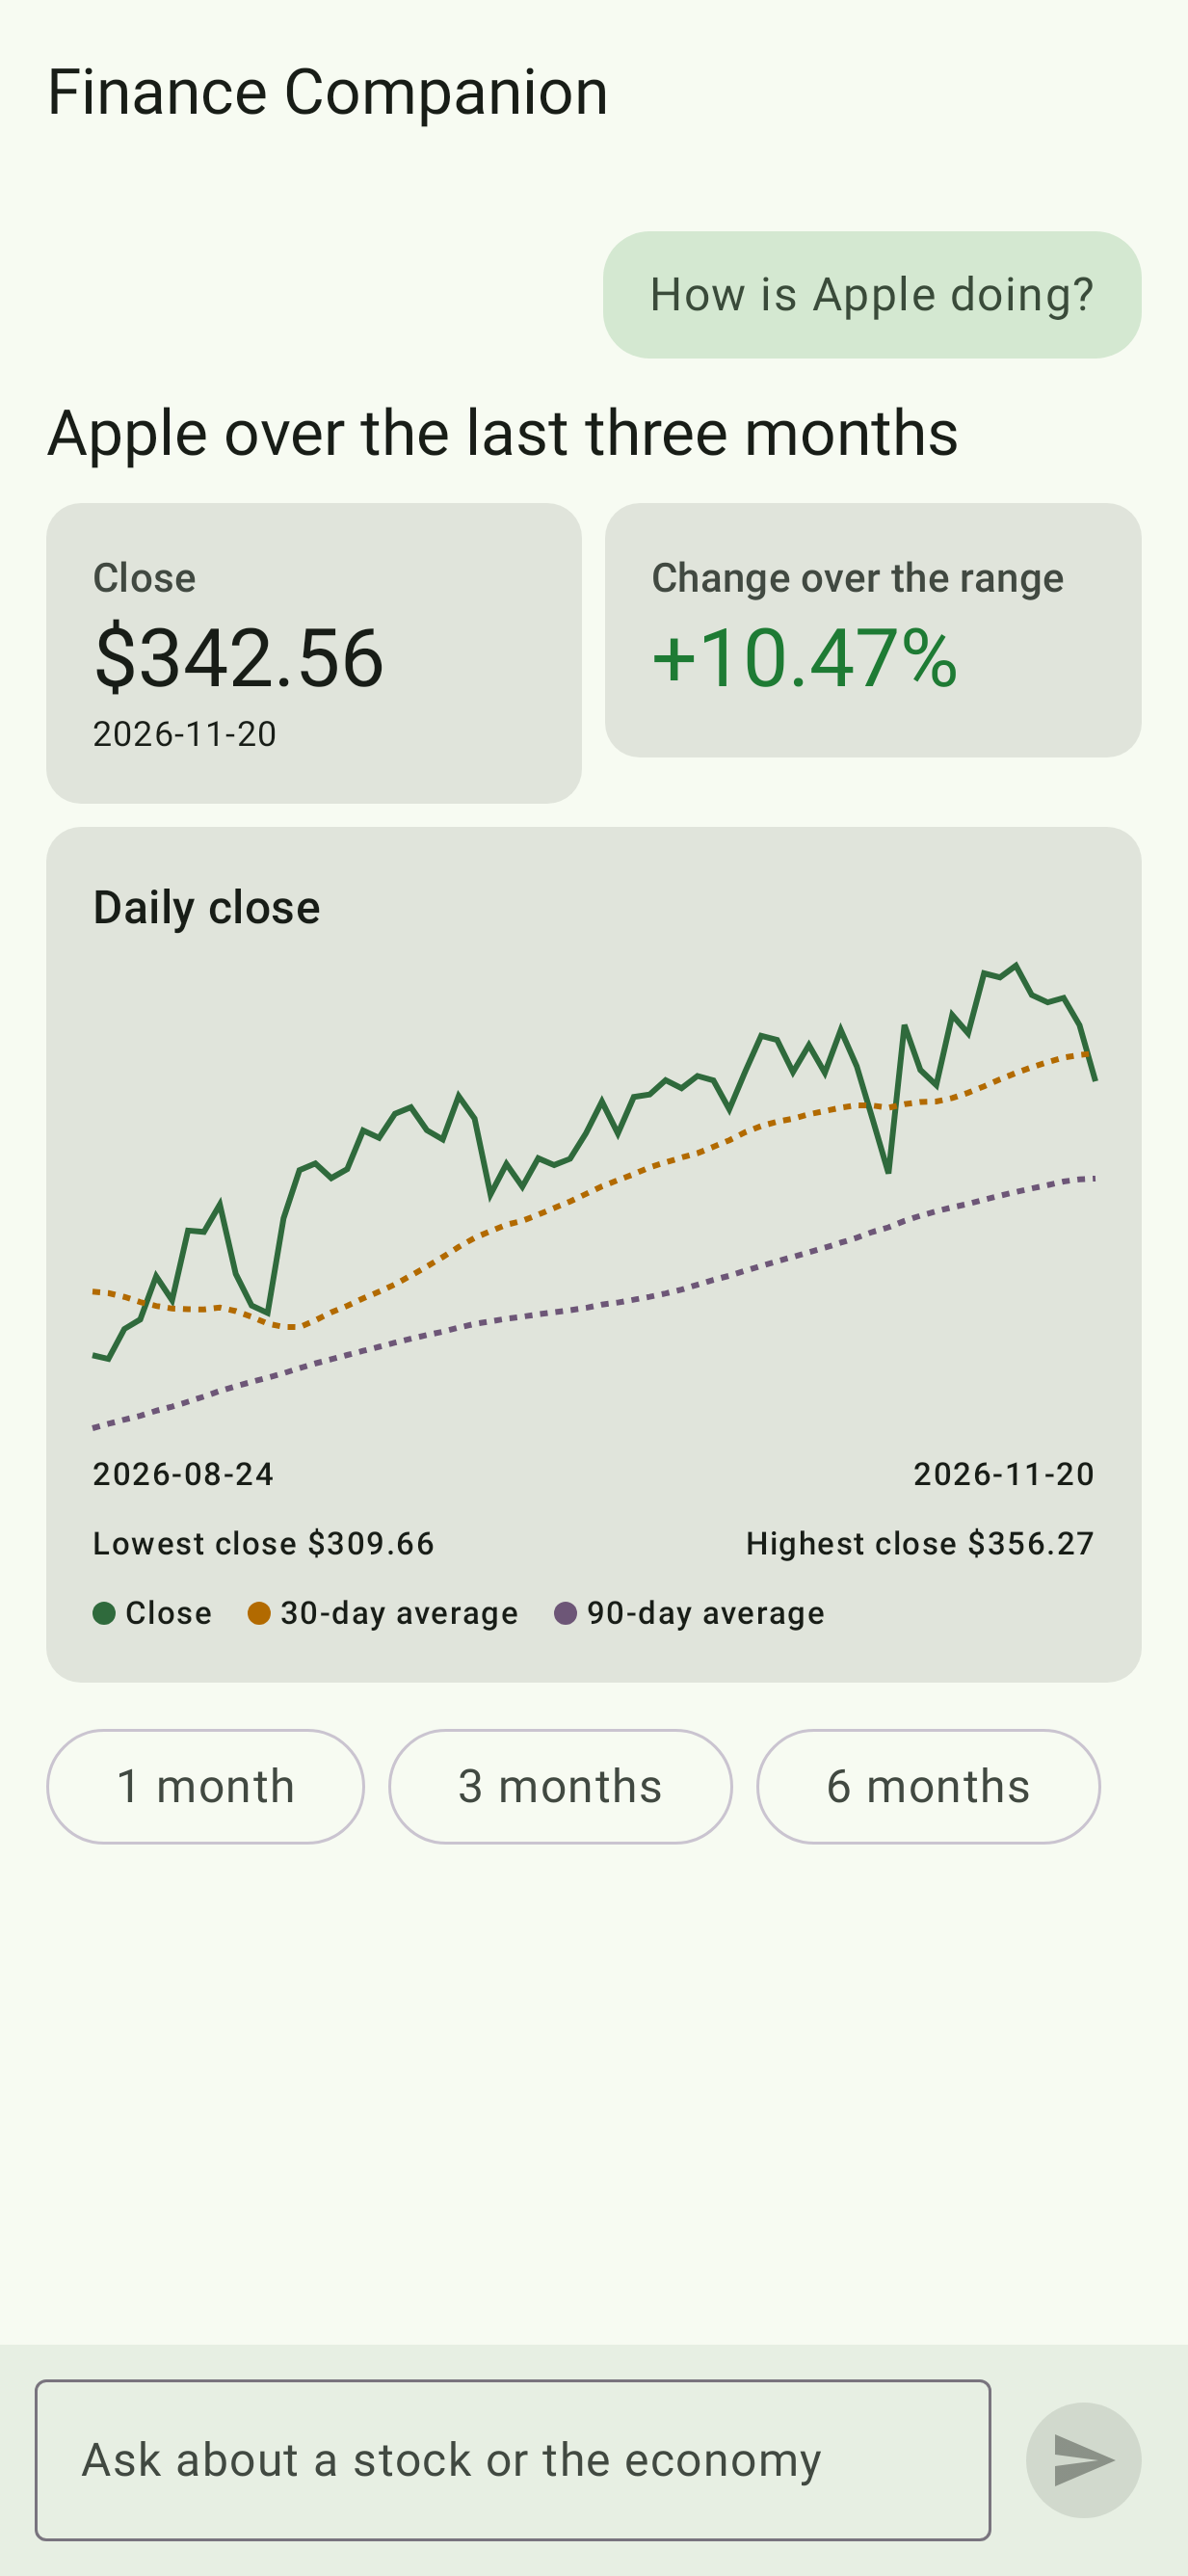 Finance Companion
How is Apple doing?
Apple over the last three months
Close
$342.56
2026-11-20
Change over the range
+10.47%
Daily close
2026-08-24
2026-11-20
Lowest close $309.66
Highest close $356.27
Close
30-day average
90-day average
1 month
3 months
6 months
Ask about a stock or the economy